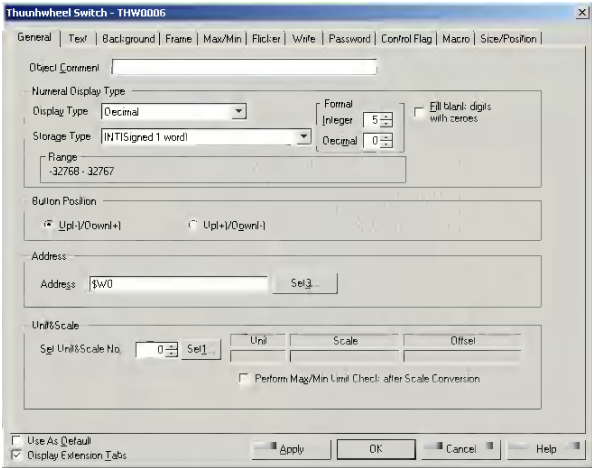 Thunhwheel Switch - THW0006
General Text Background Frame Max/Min Flicker Write Password Control Flag Macro Size/Position
Object Comment
Numeral Display Type
Display Type Decimal
Format
Integer 5
Fill blank digits with zeroes
Storage Type INT(Signed 1 word)
Decimal 0
Range
-32768 - 32767
Button Position
Up(-)/Down(+) Up(+)/Down(-)
Address
Address $W0 Sel3...
Unit&Scale
Set Unit&Scale No. 0 Sel1...
Unit Scale Offset
Perform Max/Min Limit Check after Scale Conversion
Use As Default
Display Extension Tabs
Apply OK Cancel Help